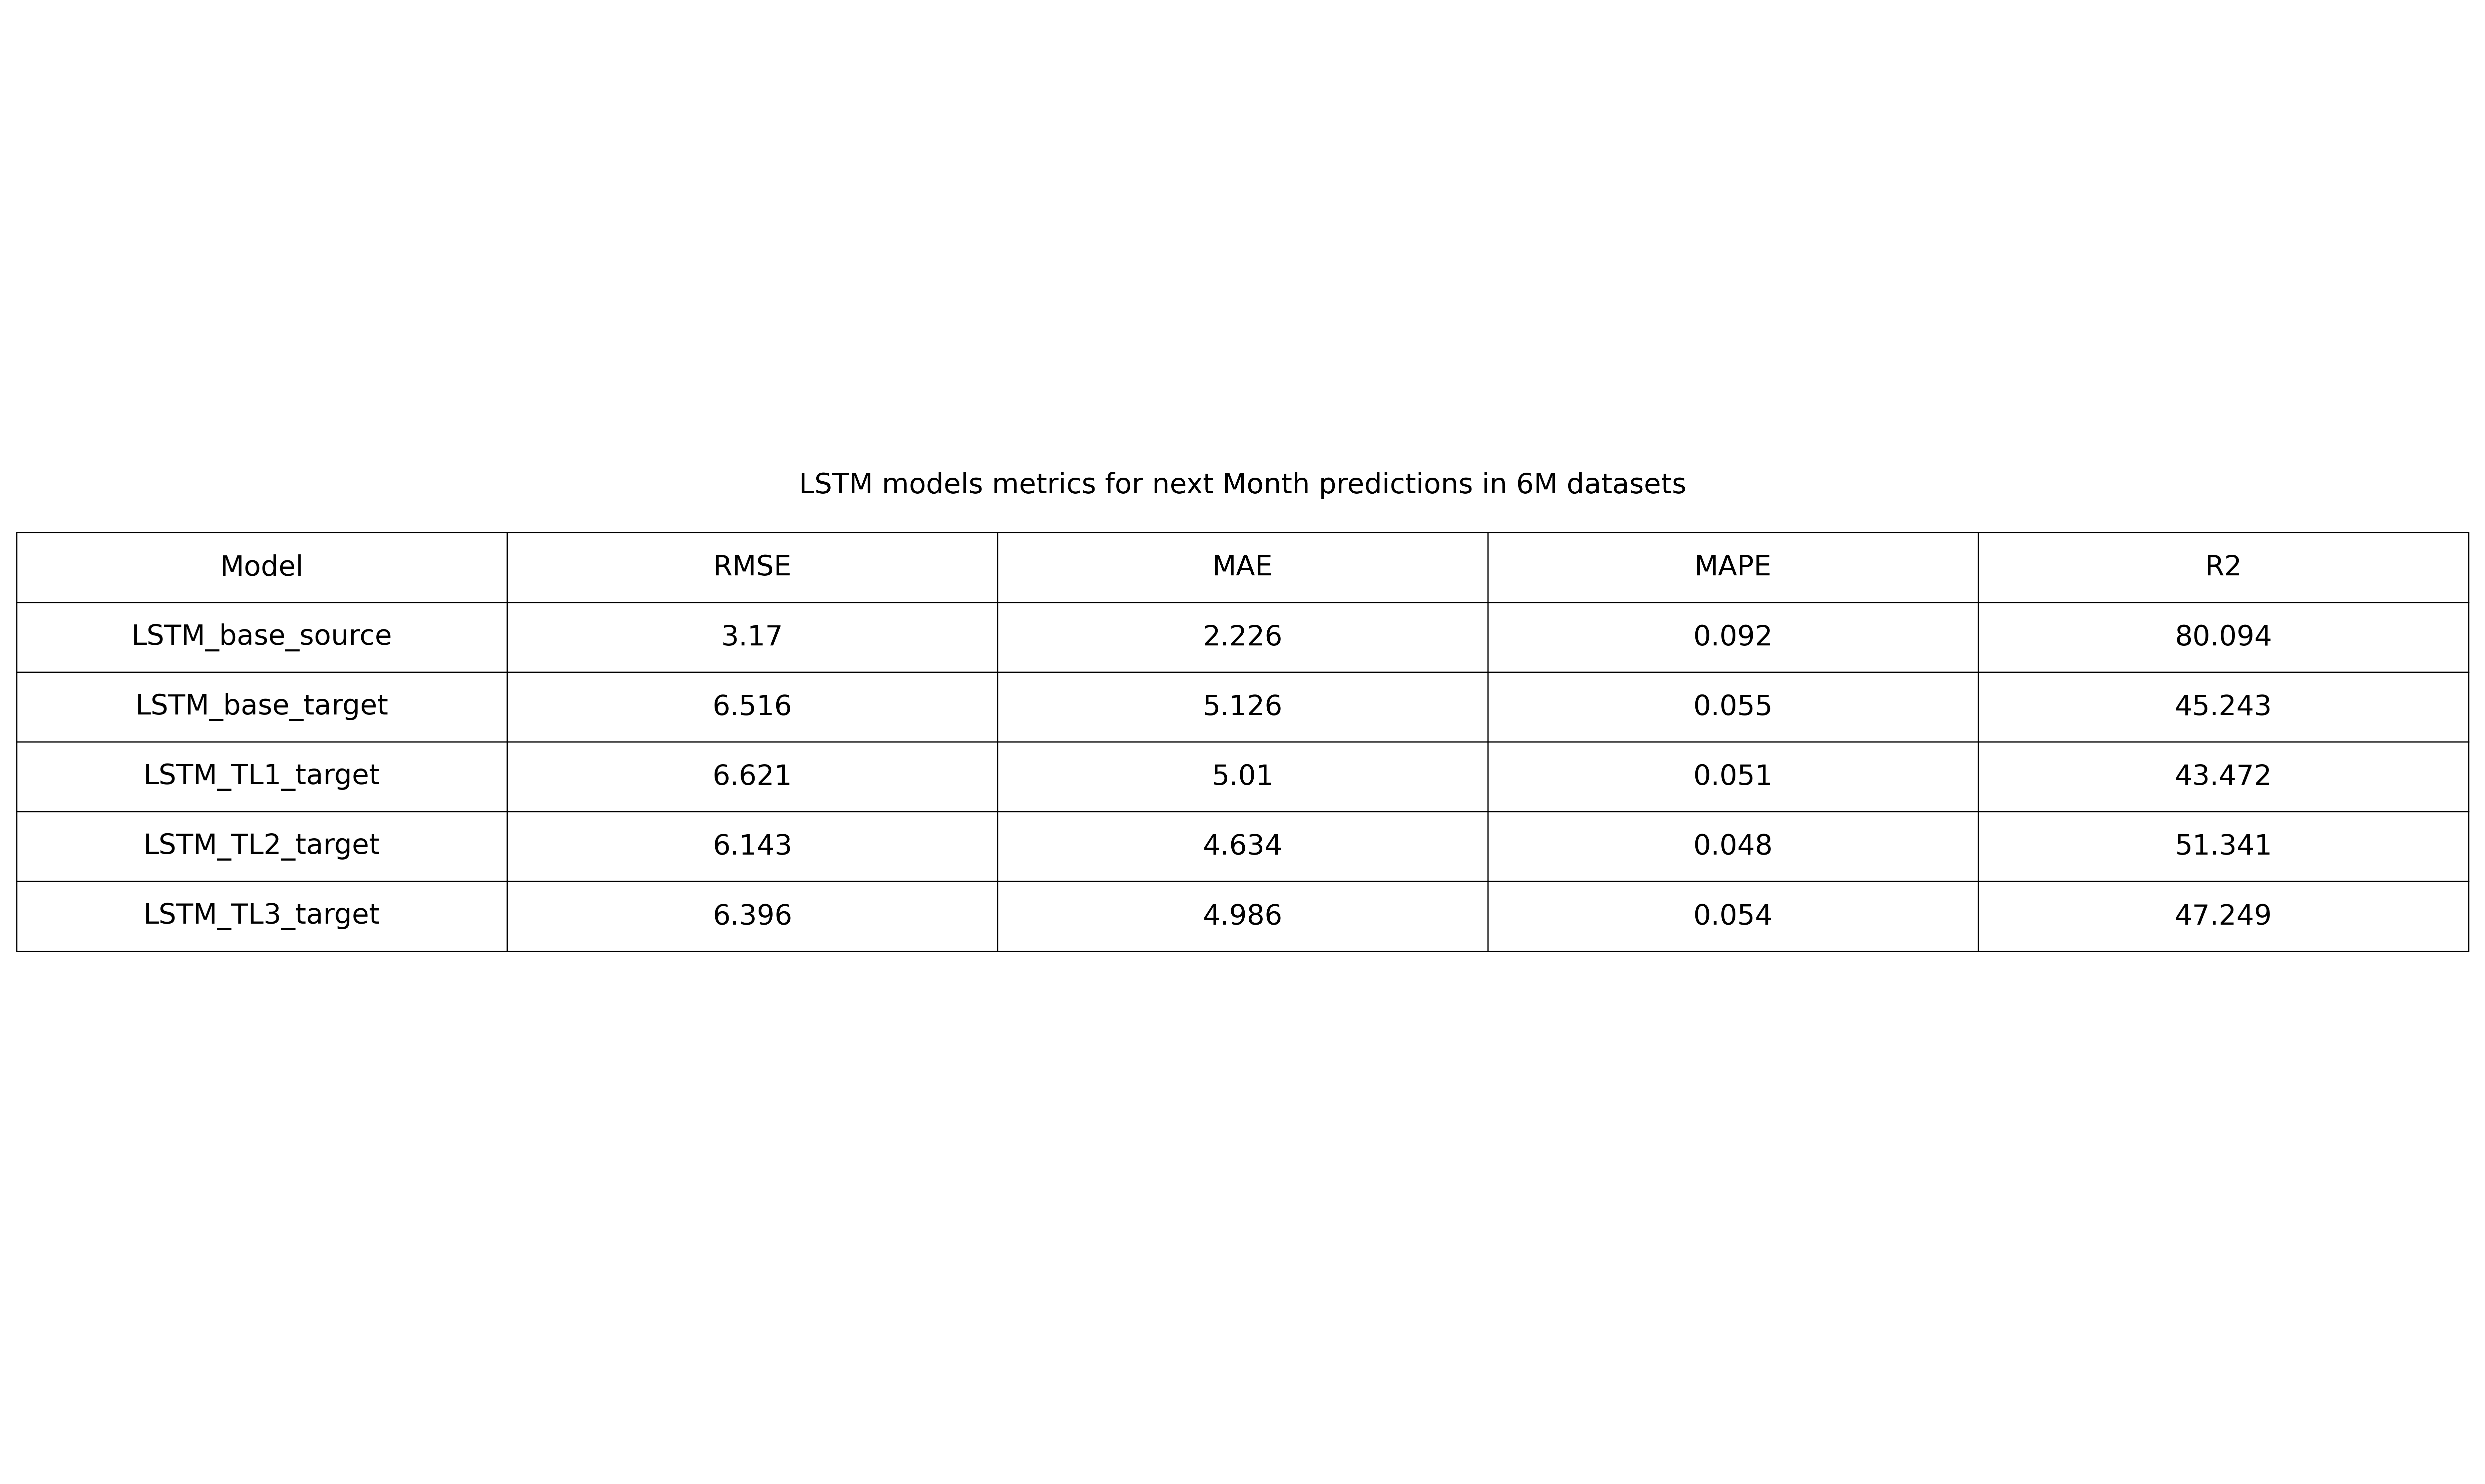 LSTM models metrics for next Month predictions in 6M datasets
Model RMSE MAE MAPE R2
LSTM_base_source 3.17 2.226 0.092 80.094
LSTM_base_target 6.516 5.126 0.055 45.243
LSTM_TL1_target 6.621 5.01 0.051 43.472
LSTM_TL2_target 6.143 4.634 0.048 51.341
LSTM_TL3_target 6.396 4.986 0.054 47.249